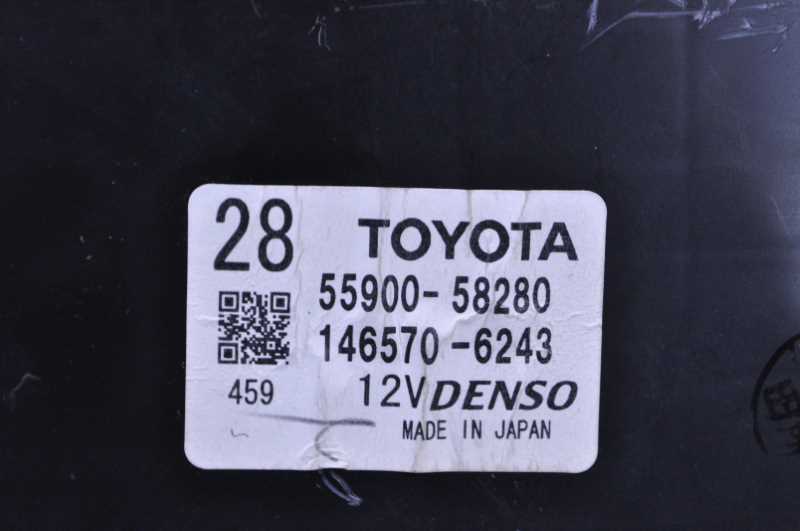 28 TOYOTA
55900-58280
146570-6243
459 12V DENSO
MADE IN JAPAN